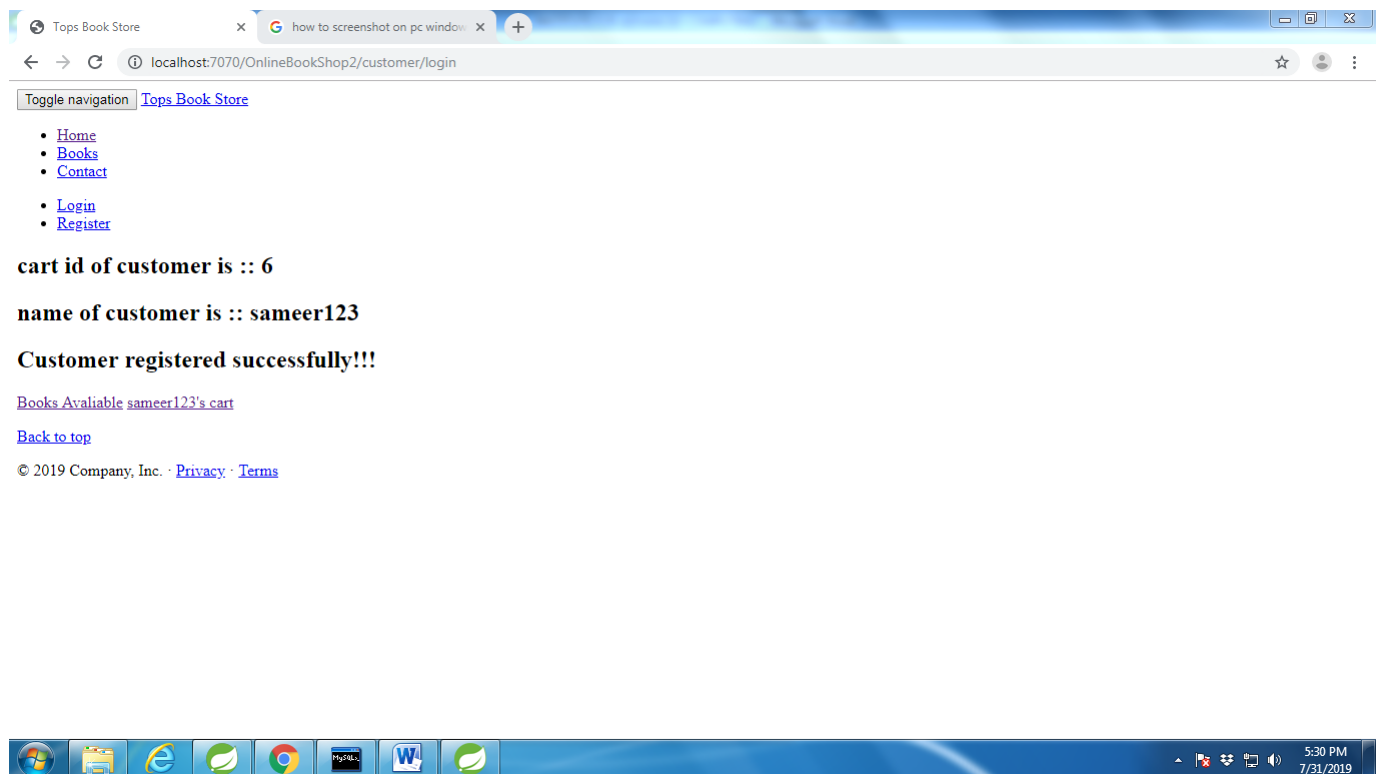 Tops Book Store
how to screenshot on pc window
localhost:7070/OnlineBookShop2/customer/login
Toggle navigation Tops Book Store
Home
Books
Contact
Login
Register
cart id of customer is :: 6
name of customer is :: sameer123
Customer registered successfully!!!
Books Avaliable sameer123's cart
Back to top
© 2019 Company, Inc. · Privacy · Terms
MySQL
5:30 PM
7/31/2019